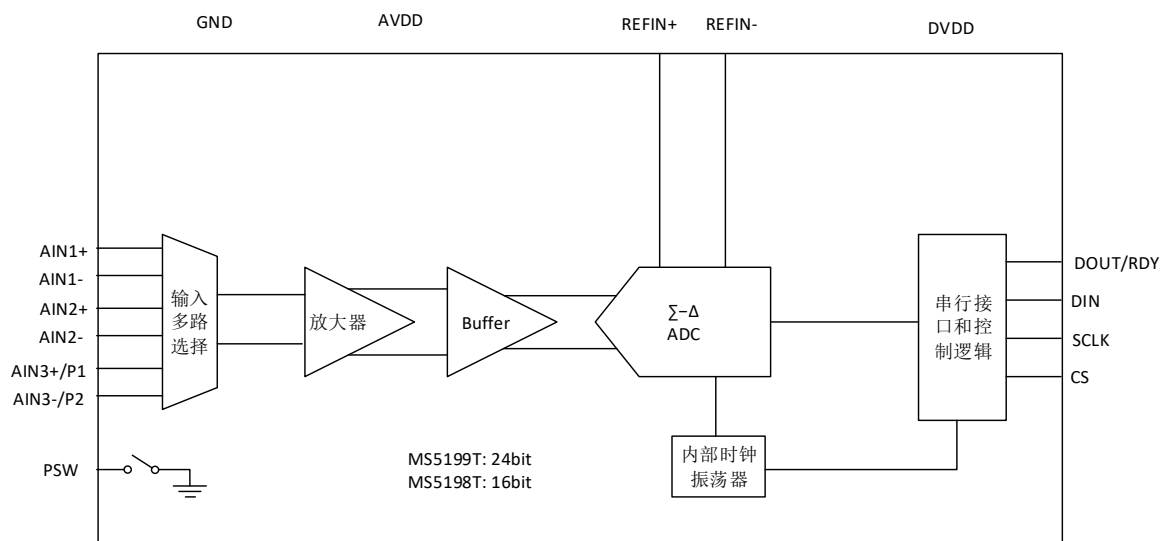 GND
AVDD
REFIN+
REFIN-
DVDD
AIN1+
AIN1-
AIN2+
AIN2-
AIN3+/P1
AIN3-/P2
PSW
输入
多路
选择
放大器
Buffer
∑-Δ
ADC
串行接
口和控
制逻辑
DOUT/RDY
DIN
SCLK
CS
内部时钟
振荡器
MS5199T: 24bit
MS5198T: 16bit